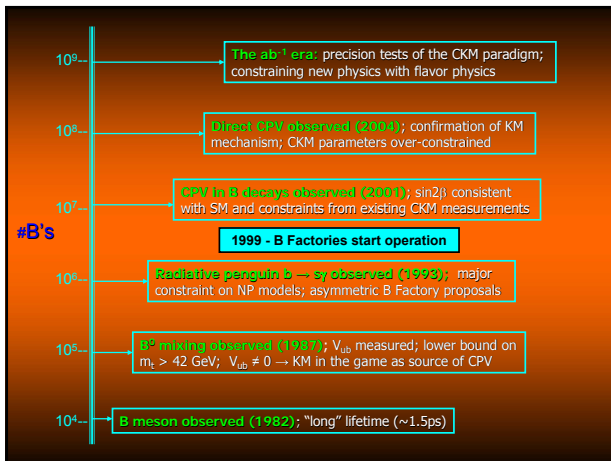 10⁹--
The ab⁻¹ era: precision tests of the CKM paradigm;
constraining new physics with flavor physics
10⁸--
Direct CPV observed (2004); confirmation of KM
mechanism; CKM parameters over-constrained
10⁷--
CPV in B decays observed (2001); sin2β consistent
with SM and constraints from existing CKM measurements
#B's
1999 - B Factories start operation
10⁶--
Radiative penguin b → sγ observed (1993); major
constraint on NP models; asymmetric B Factory proposals
10⁵--
B⁰ mixing observed (1987); V_ub measured; lower bound on
m_t > 42 GeV; V_ub ≠ 0 → KM in the game as source of CPV
10⁴--
B meson observed (1982); "long" lifetime (~1.5ps)